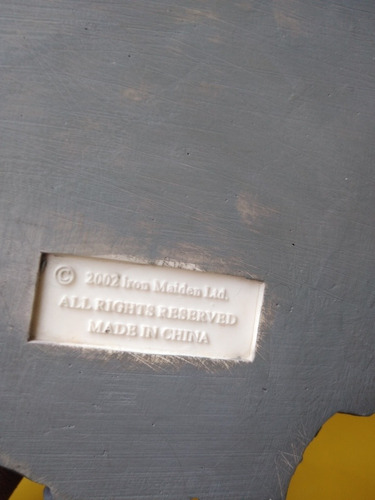 © 2002 Iron Maiden Ltd.
ALL RIGHTS RESERVED
MADE IN CHINA